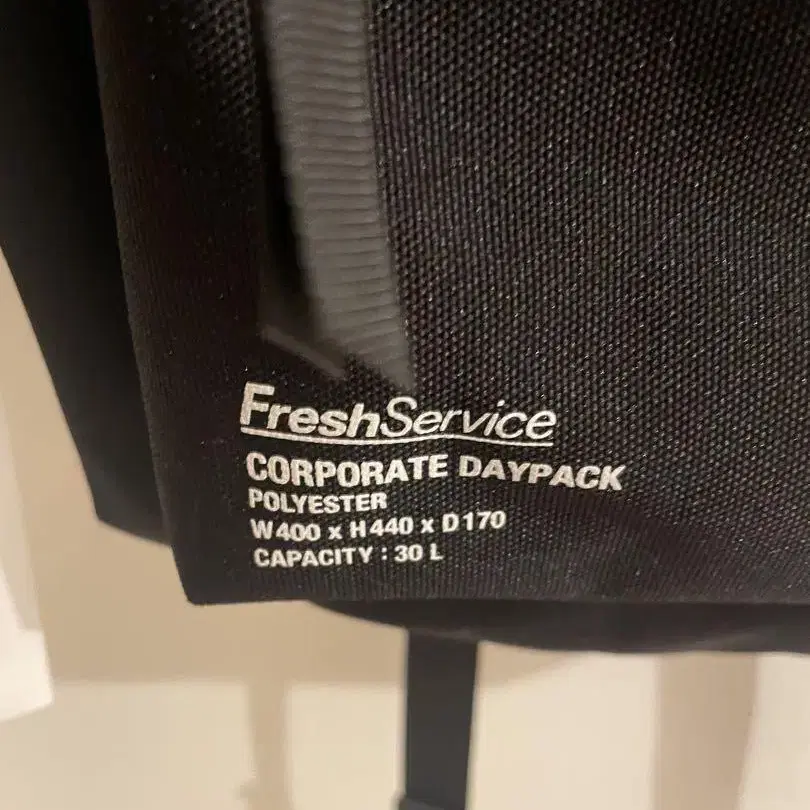 FreshService
CORPORATE DAYPACK
POLYESTER
W400 x H440 x D170
CAPACITY : 30 L